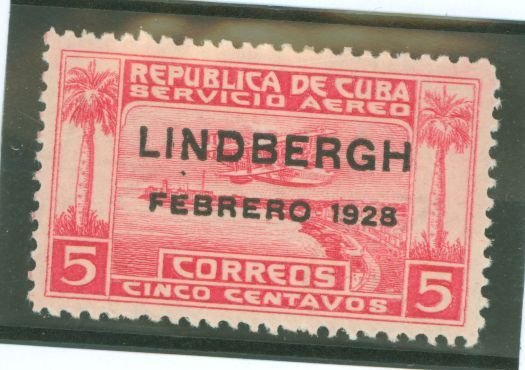 REPUBLICA DE CUBA
SERVICIO AEREO
LINDBERGH
FEBRERO 1928
5 CORREOS 5
CINCO CENTAVOS